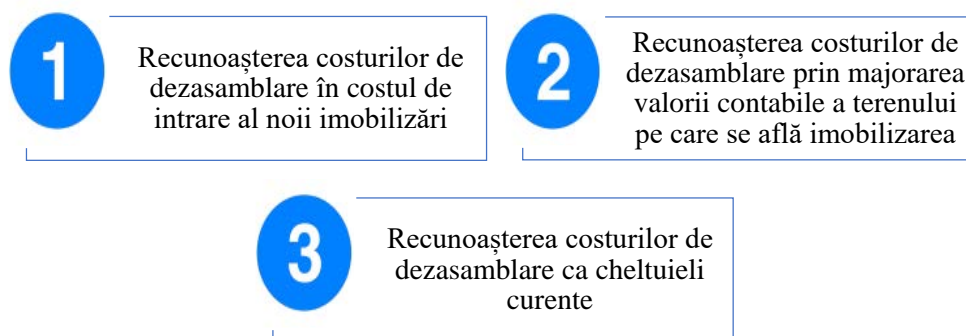 1
Recunoașterea costurilor de
dezasamblare în costul de
intrare al noii imobilizări
2
Recunoașterea costurilor de
dezasamblare prin majorarea
valorii contabile a terenului
pe care se află imobilizarea
3
Recunoașterea costurilor de
dezasamblare ca cheltuieli
curente